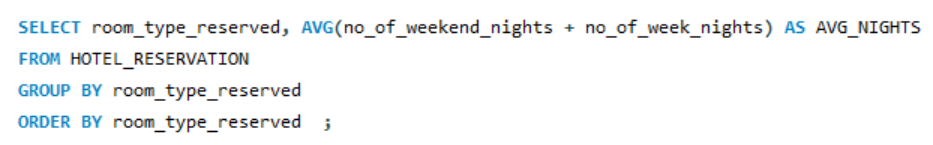 SELECT room_type_reserved, AVG(no_of_weekend_nights + no_of_week_nights) AS AVG_NIGHTS
FROM HOTEL_RESERVATION
GROUP BY room_type_reserved
ORDER BY room_type_reserved  ;